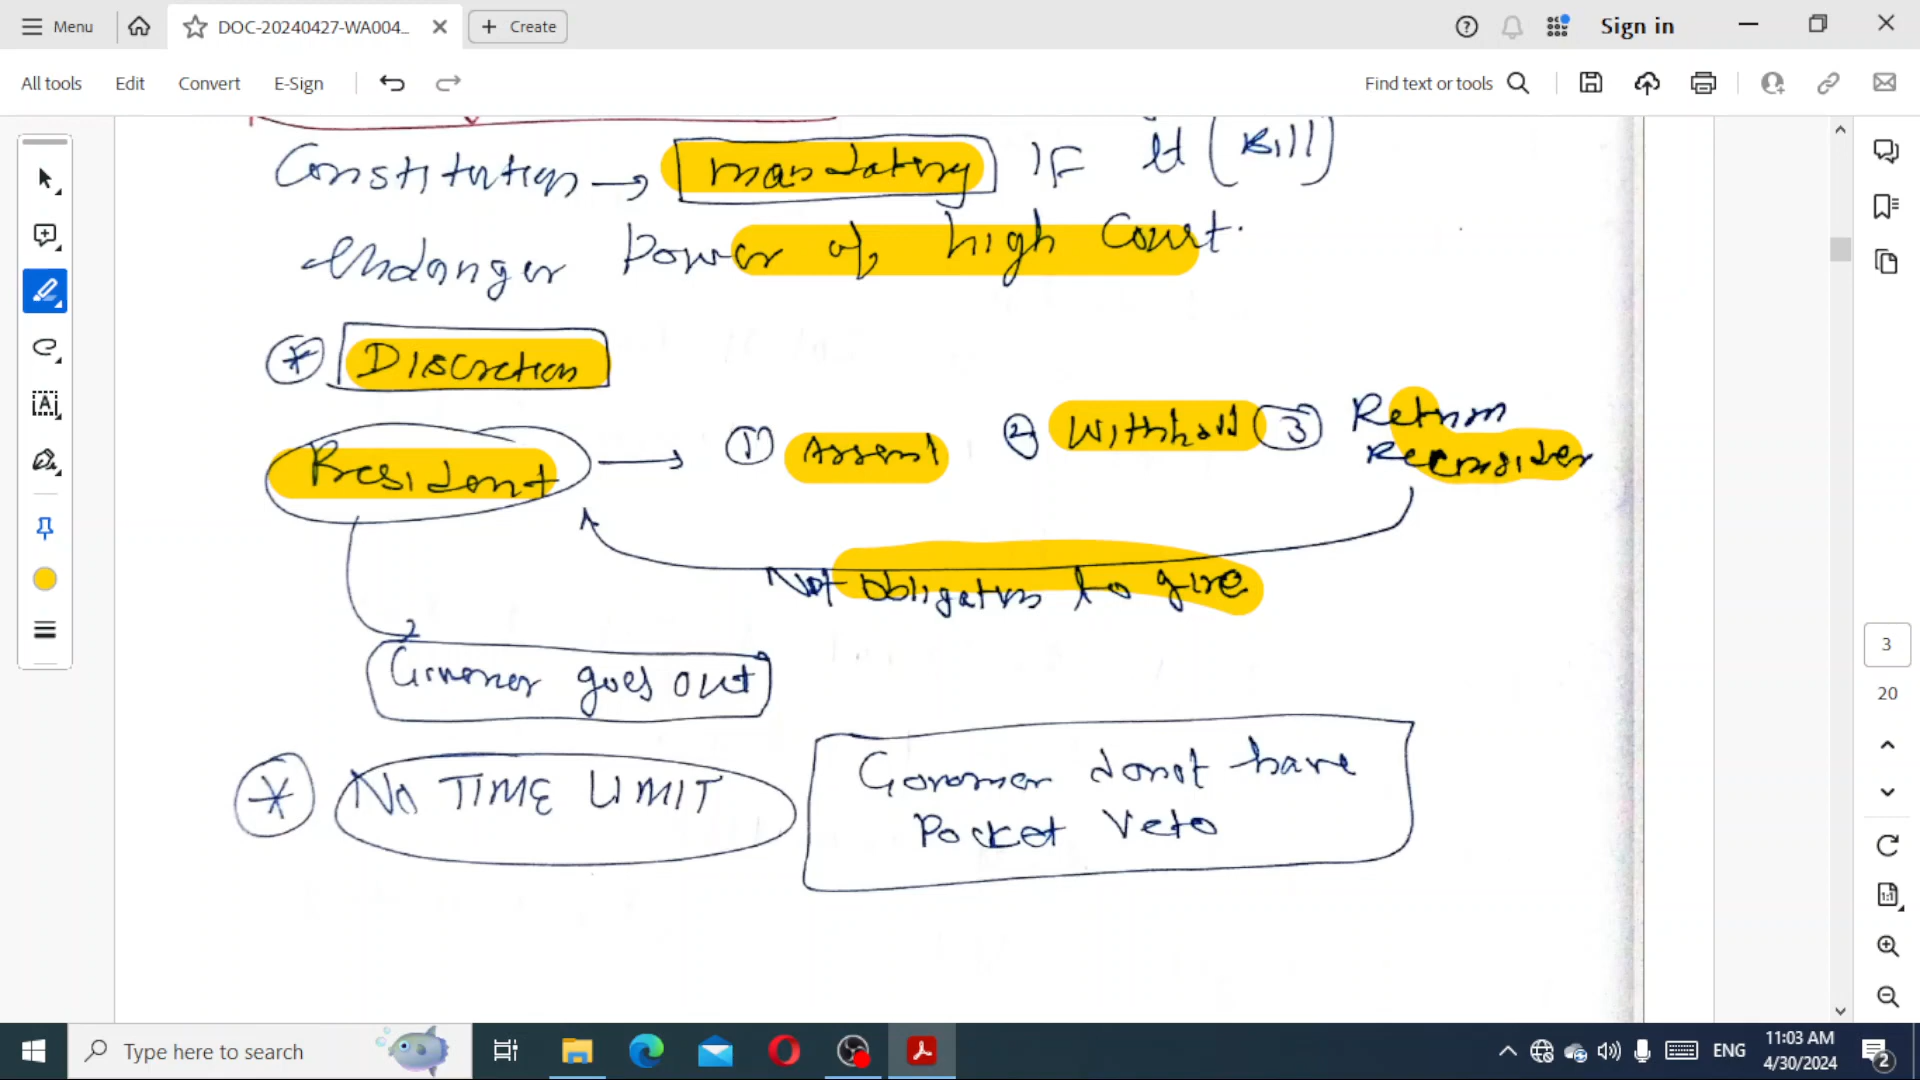 Menu
DOC-20240427-WA004...
Create
Sign in
All tools
Edit
Convert
E-Sign
Find text or tools
Constitution → mandatory IF it (Bill)
endanger Power of high Court.
* Discretion
President → ① Assent ② Withhold ③ Return
Reconsider
Not obligation to give
Governor goes out
* No TIME LIMIT
Governor donot have
Pocket Veto
3
20
Type here to search
ENG
11:03 AM
4/30/2024
2